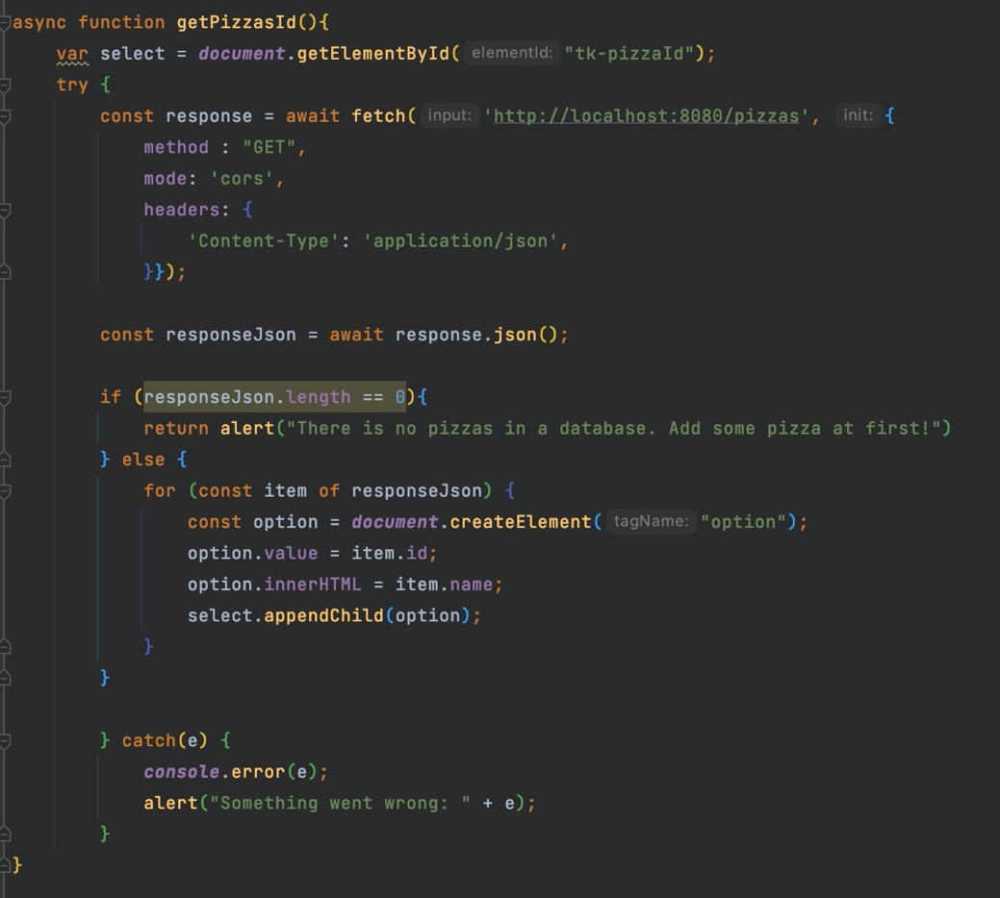 async function getPizzasId(){
    var select = document.getElementById( elementId: "tk-pizzaId");
    try {
        const response = await fetch( input: 'http://localhost:8080/pizzas', init: {
            method : "GET",
            mode: 'cors',
            headers: {
                'Content-Type': 'application/json',
            }});
        const responseJson = await response.json();
        if (responseJson.length == 0){
            return alert("There is no pizzas in a database. Add some pizza at first!")
        } else {
            for (const item of responseJson) {
                const option = document.createElement( tagName: "option");
                option.value = item.id;
                option.innerHTML = item.name;
                select.appendChild(option);
            }
        }
        } catch(e) {
            console.error(e);
            alert("Something went wrong: " + e);
        }
}